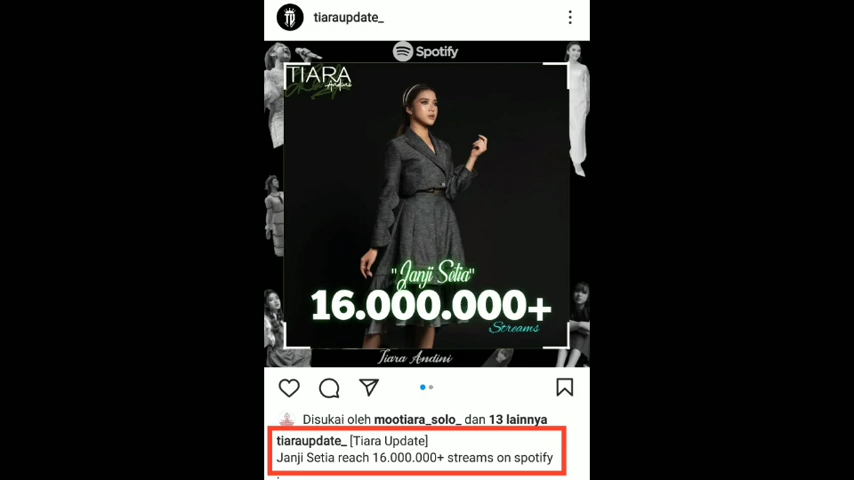 tiaraupdate_
Spotify
TIARA
Andini
"Janji Setia"
16.000.000+
Streams
Tiara Andini
Disukai oleh mootiara_solo_ dan 13 lainnya
tiaraupdate_ [Tiara Update]
Janji Setia reach 16.000.000+ streams on spotify